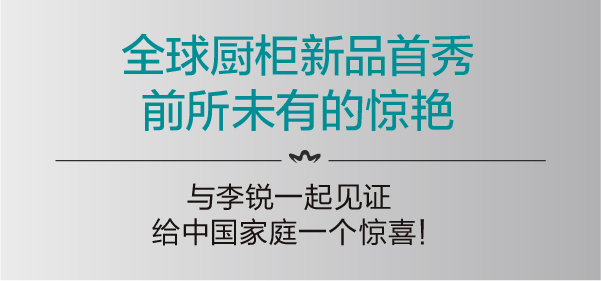 全球厨柜新品首秀
前所未有的惊艳
与李锐一起见证
给中国家庭一个惊喜!